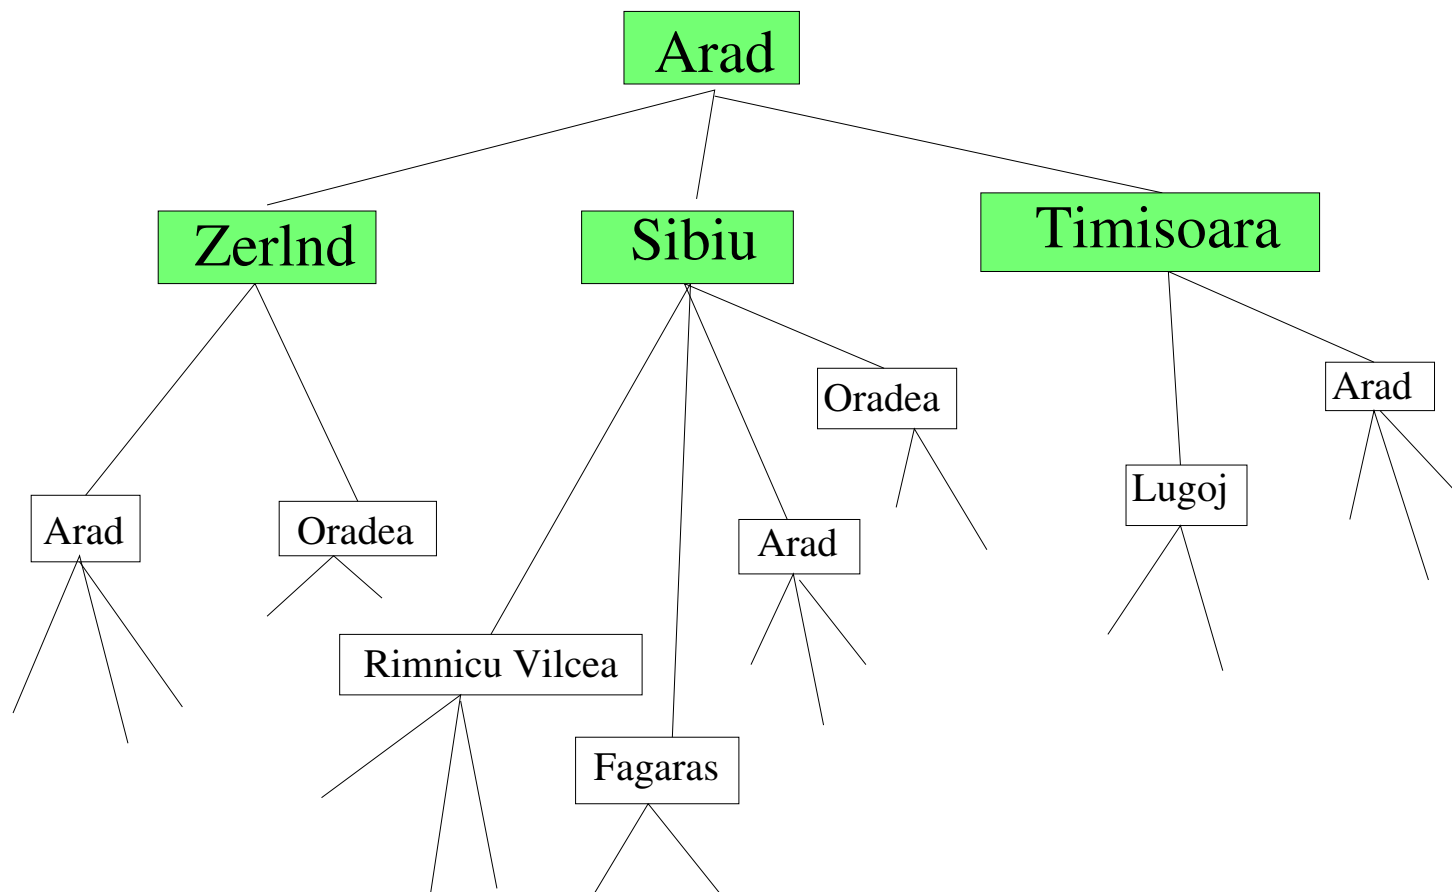 Arad
Zerlnd
Sibiu
Timisoara
Arad
Oradea
Rimnicu Vilcea
Fagaras
Arad
Oradea
Lugoj
Arad